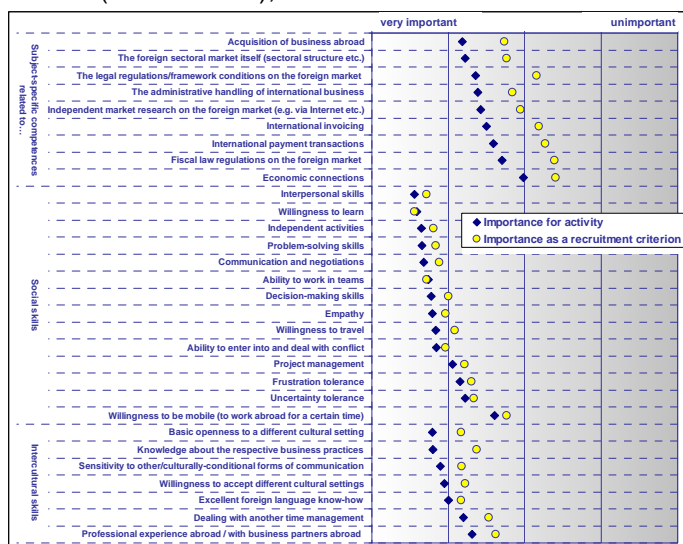 very important
unimportant
Subject-specific competences
related to…
Acquisition of business abroad
The foreign sectoral market itself (sectoral structure etc.)
The legal regulations/framework conditions on the foreign market
The administrative handling of international business
Independent market research on the foreign market (e.g. via Internet etc.)
International invoicing
International payment transactions
Fiscal law regulations on the foreign market
Economic connections
Social skills
Interpersonal skills
Willingness to learn
Independent activities
Problem-solving skills
Communication and negotiations
Ability to work in teams
Decision-making skills
Empathy
Willingness to travel
Ability to enter into and deal with conflict
Project management
Frustration tolerance
Uncertainty tolerance
Willingness to be mobile (to work abroad for a certain time)
Importance for activity
Importance as a recruitment criterion
Intercultural skills
Basic openness to a different cultural setting
Knowledge about the respective business practices
Sensitivity to other/culturally-conditional forms of communication
Willingness to accept different cultural settings
Excellent foreign language know-how
Dealing with another time management
Professional experience abroad / with business partners abroad